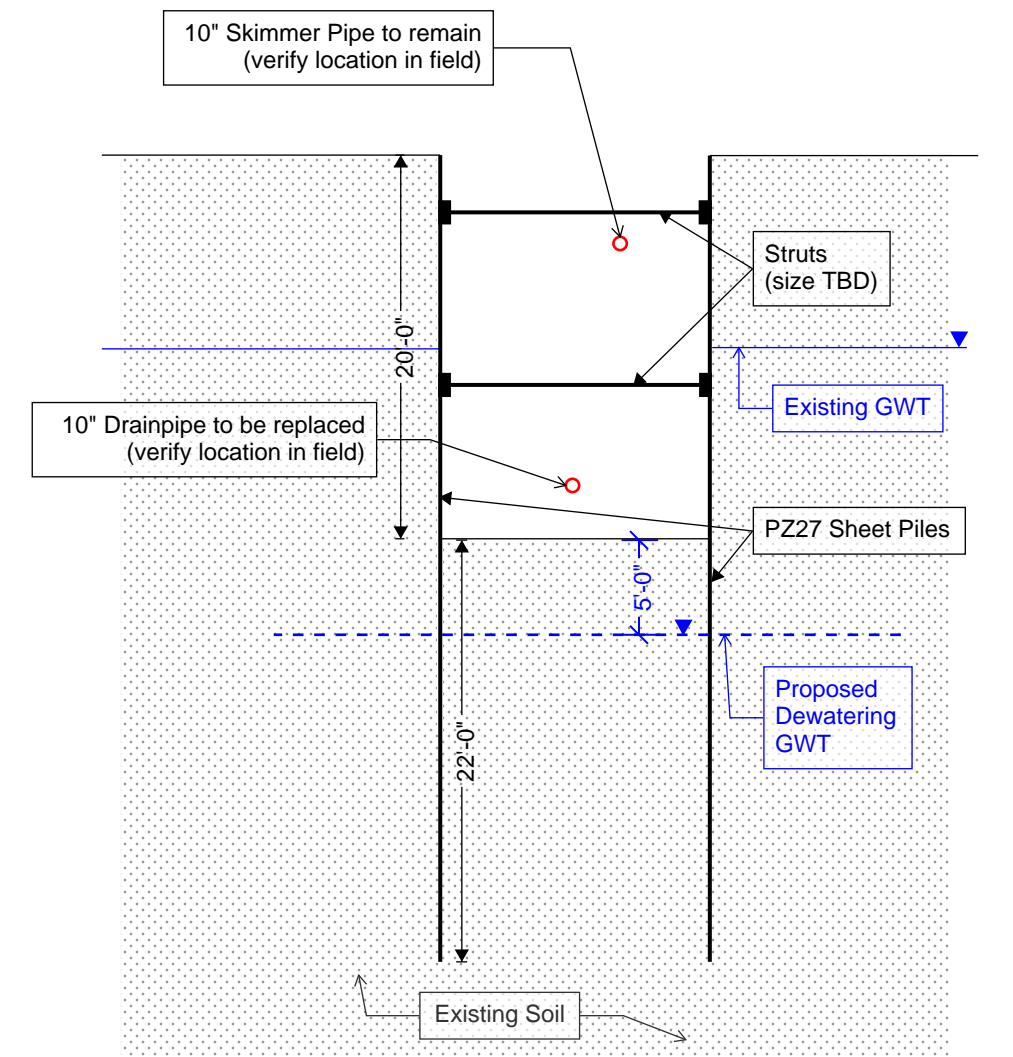 10" Skimmer Pipe to remain
(verify location in field)
Struts
(size TBD)
20'-0"
Existing GWT
10" Drainpipe to be replaced
(verify location in field)
PZ27 Sheet Piles
5'-0"
Proposed
Dewatering
GWT
22'-0"
Existing Soil